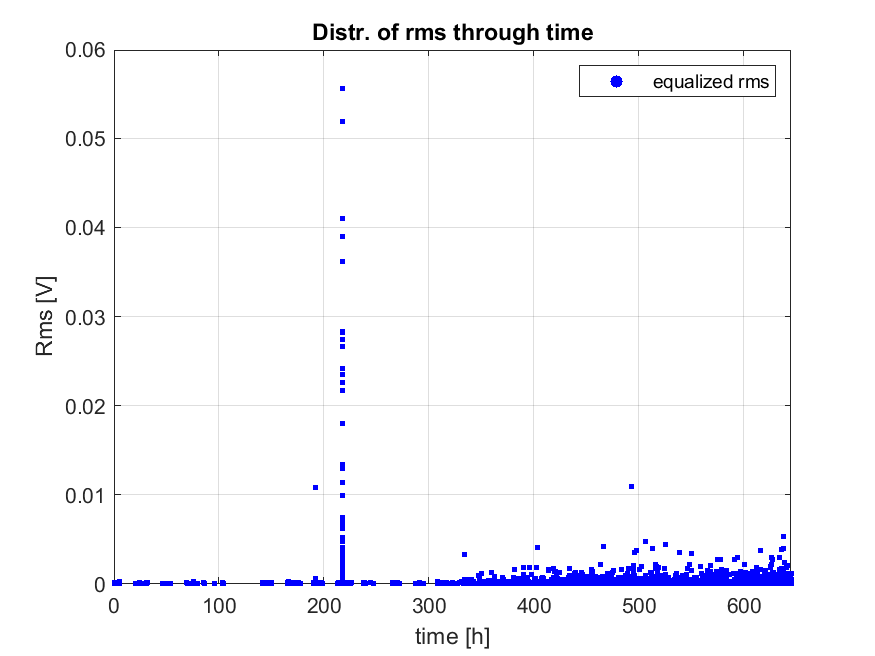 Distr. of rms through time
equalized rms
0.06
0.05
0.04
0.03
0.02
0.01
0
Rms [V]
0 100 200 300 400 500 600
time [h]